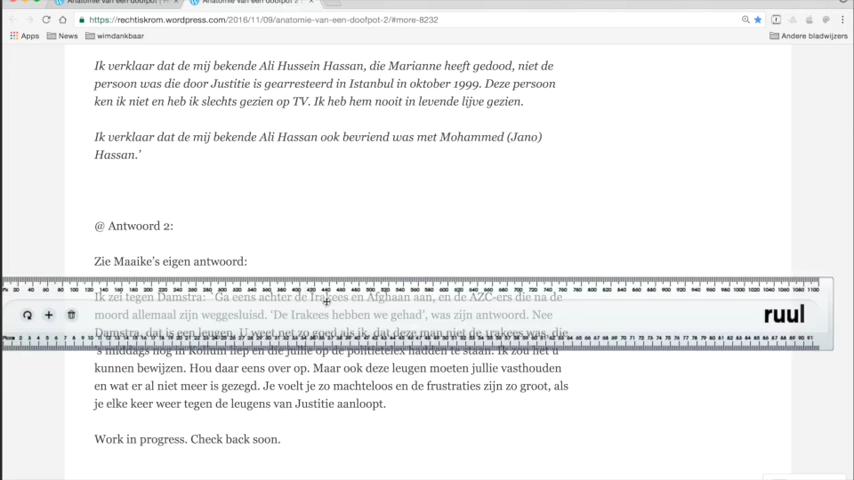 Anatomie van een doofpot | R
Anatomie van een doofpot 2
https://rechtiskrom.wordpress.com/2016/11/09/anatomie-van-een-doofpot-2/#more-8232
Apps News wimdankbaar Andere bladwijzers
Ik verklaar dat de mij bekende Ali Hussein Hassan, die Marianne heeft gedood, niet de
persoon was die door Justitie is gearresteerd in Istanbul in oktober 1999. Deze persoon
ken ik niet en heb ik slechts gezien op TV. Ik heb hem nooit in levende lijve gezien.
Ik verklaar dat de mij bekende Ali Hassan ook bevriend was met Mohammed (Jano)
Hassan.'
@ Antwoord 2:
Zie Maaike's eigen antwoord:
Ik zei tegen Damstra: 'Ga eens achter de Irakees en Afghaan aan, en de AZC-ers die na de
moord allemaal zijn weggesluisd. 'De Irakees hebben we gehad', was zijn antwoord. Nee
ruul
Damstra, dat is een leugen. U weet net zo goed als ik, dat deze man niet de irakees was, die
's middags nog in Kollum liep en die jullie op de politietelex hadden te staan. Ik zou het u
kunnen bewijzen. Hou daar eens over op. Maar ook deze leugen moeten jullie vasthouden
en wat er al niet meer is gezegd. Je voelt je zo machteloos en de frustraties zijn zo groot, als
je elke keer weer tegen de leugens van Justitie aanloopt.
Work in progress. Check back soon.